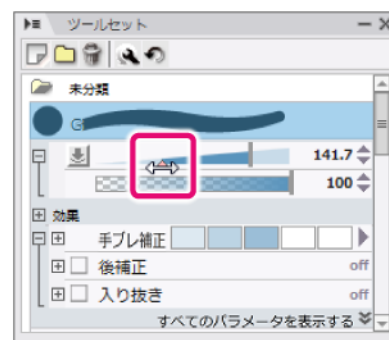 ツールセット
未分類
G
141.7
100
効果
手ブレ補正
後補正 off
入り抜き off
すべてのパラメータを表示する